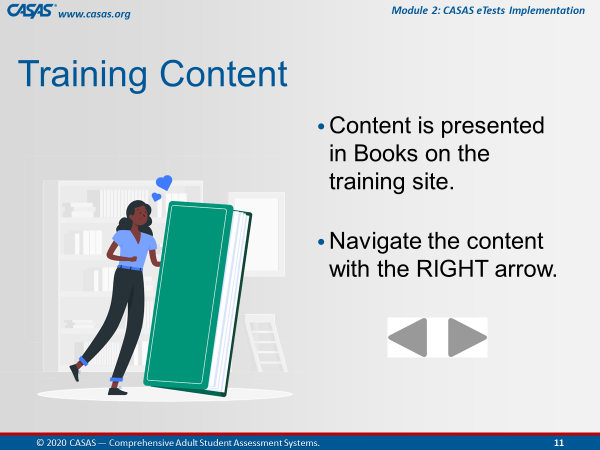 CASAS www.casas.org
Module 2: CASAS eTests Implementation
Training Content
• Content is presented
in Books on the
training site.
• Navigate the content
with the RIGHT arrow.
© 2020 CASAS — Comprehensive Adult Student Assessment Systems.
11